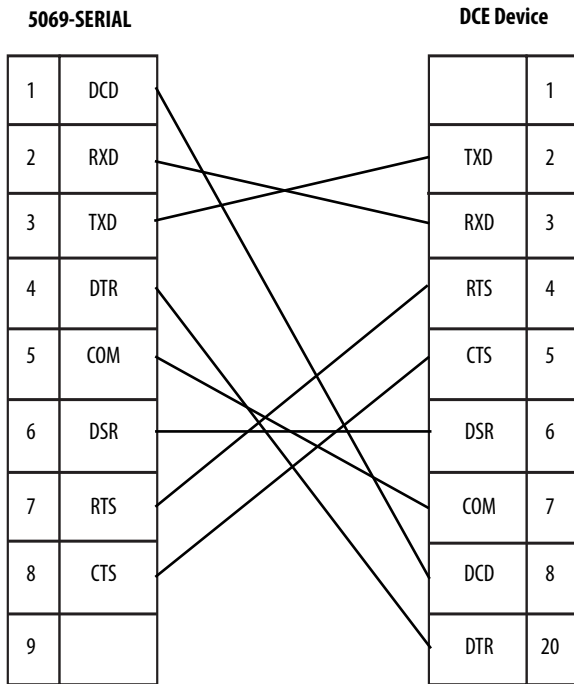 5069-SERIAL
DCE Device
1 DCD
1
2 RXD
TXD 2
3 TXD
RXD 3
4 DTR
RTS 4
5 COM
CTS 5
6 DSR
DSR 6
7 RTS
COM 7
8 CTS
DCD 8
9
DTR 20